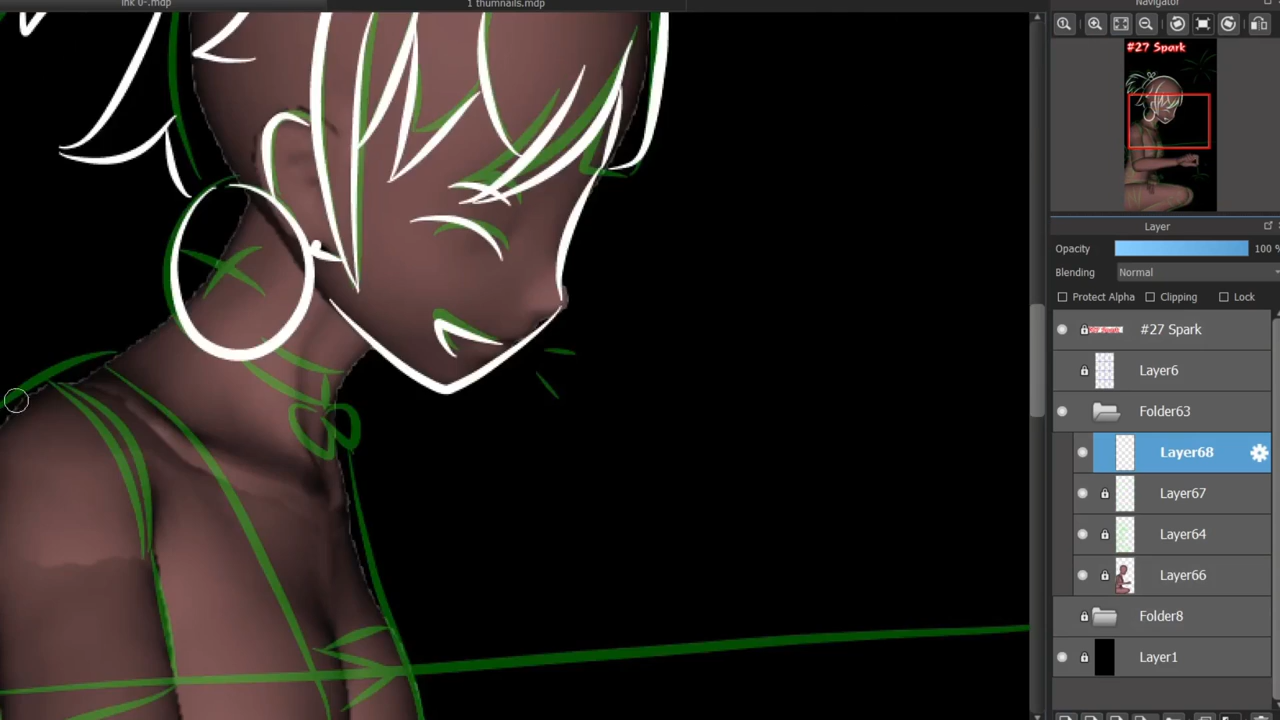 ink 0-.mdp
1 thumnails.mdp
Navigator
#27 Spark
Layer
Opacity
100 %
Blending
Normal
Protect Alpha
Clipping
Lock
#27 Spark
Layer6
Folder63
Layer68
Layer67
Layer64
Layer66
Folder8
Layer1